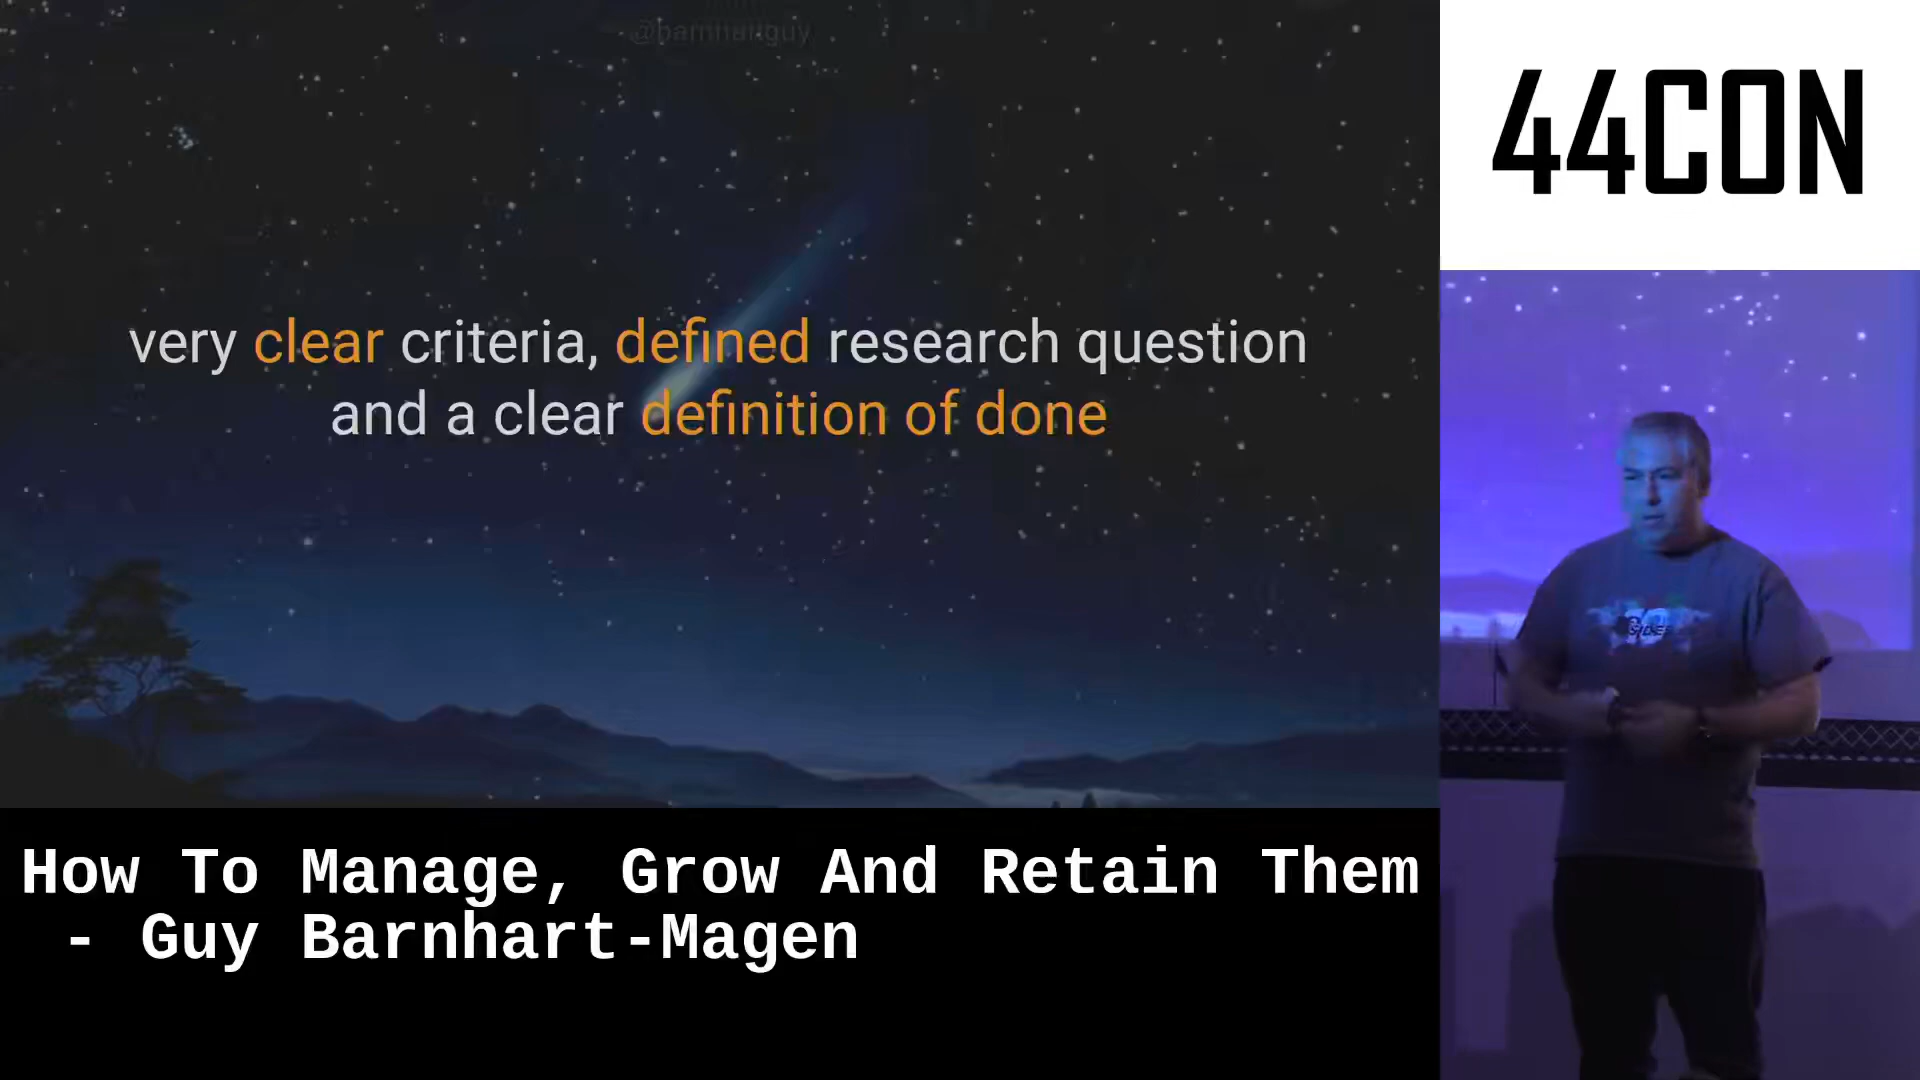 @barnhartguy
very clear criteria, defined research question
and a clear definition of done
44CON
How To Manage, Grow And Retain Them
- Guy Barnhart-Magen